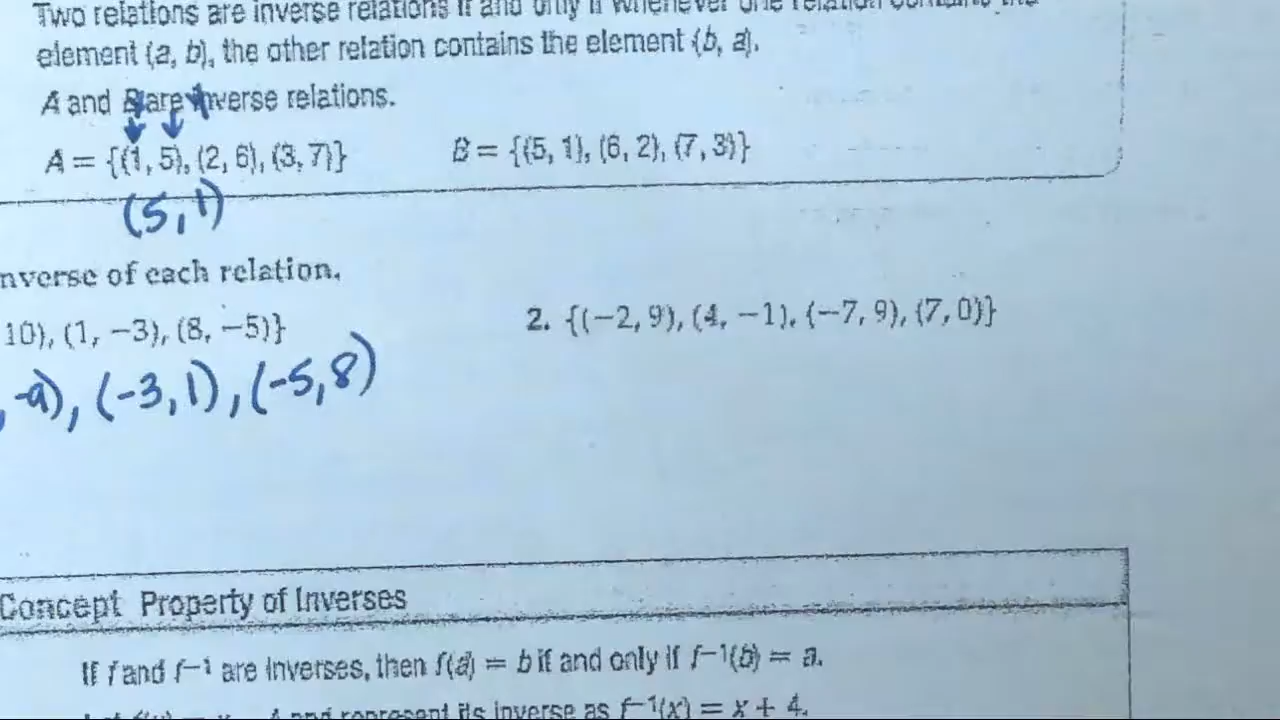 Two relations are inverse relations if and only if whenever one relation contains the
element (a, b), the other relation contains the element (b, a).
A and B are inverse relations.
A = {(1, 5), (2, 6), (3, 7)} B = {(5, 1), (6, 2), (7, 3)}
(5,1)
nverse of each relation.
10), (1, −3), (8, −5)} 2. {(−2, 9), (4, −1), (−7, 9), (7, 0)}
, -9), (-3,1), (-5,8)
Concept Property of Inverses
If f and f⁻¹ are inverses, then f(a) = b if and only if f⁻¹(b) = a.
4 and represent its inverse as f⁻¹(x) = x + 4.